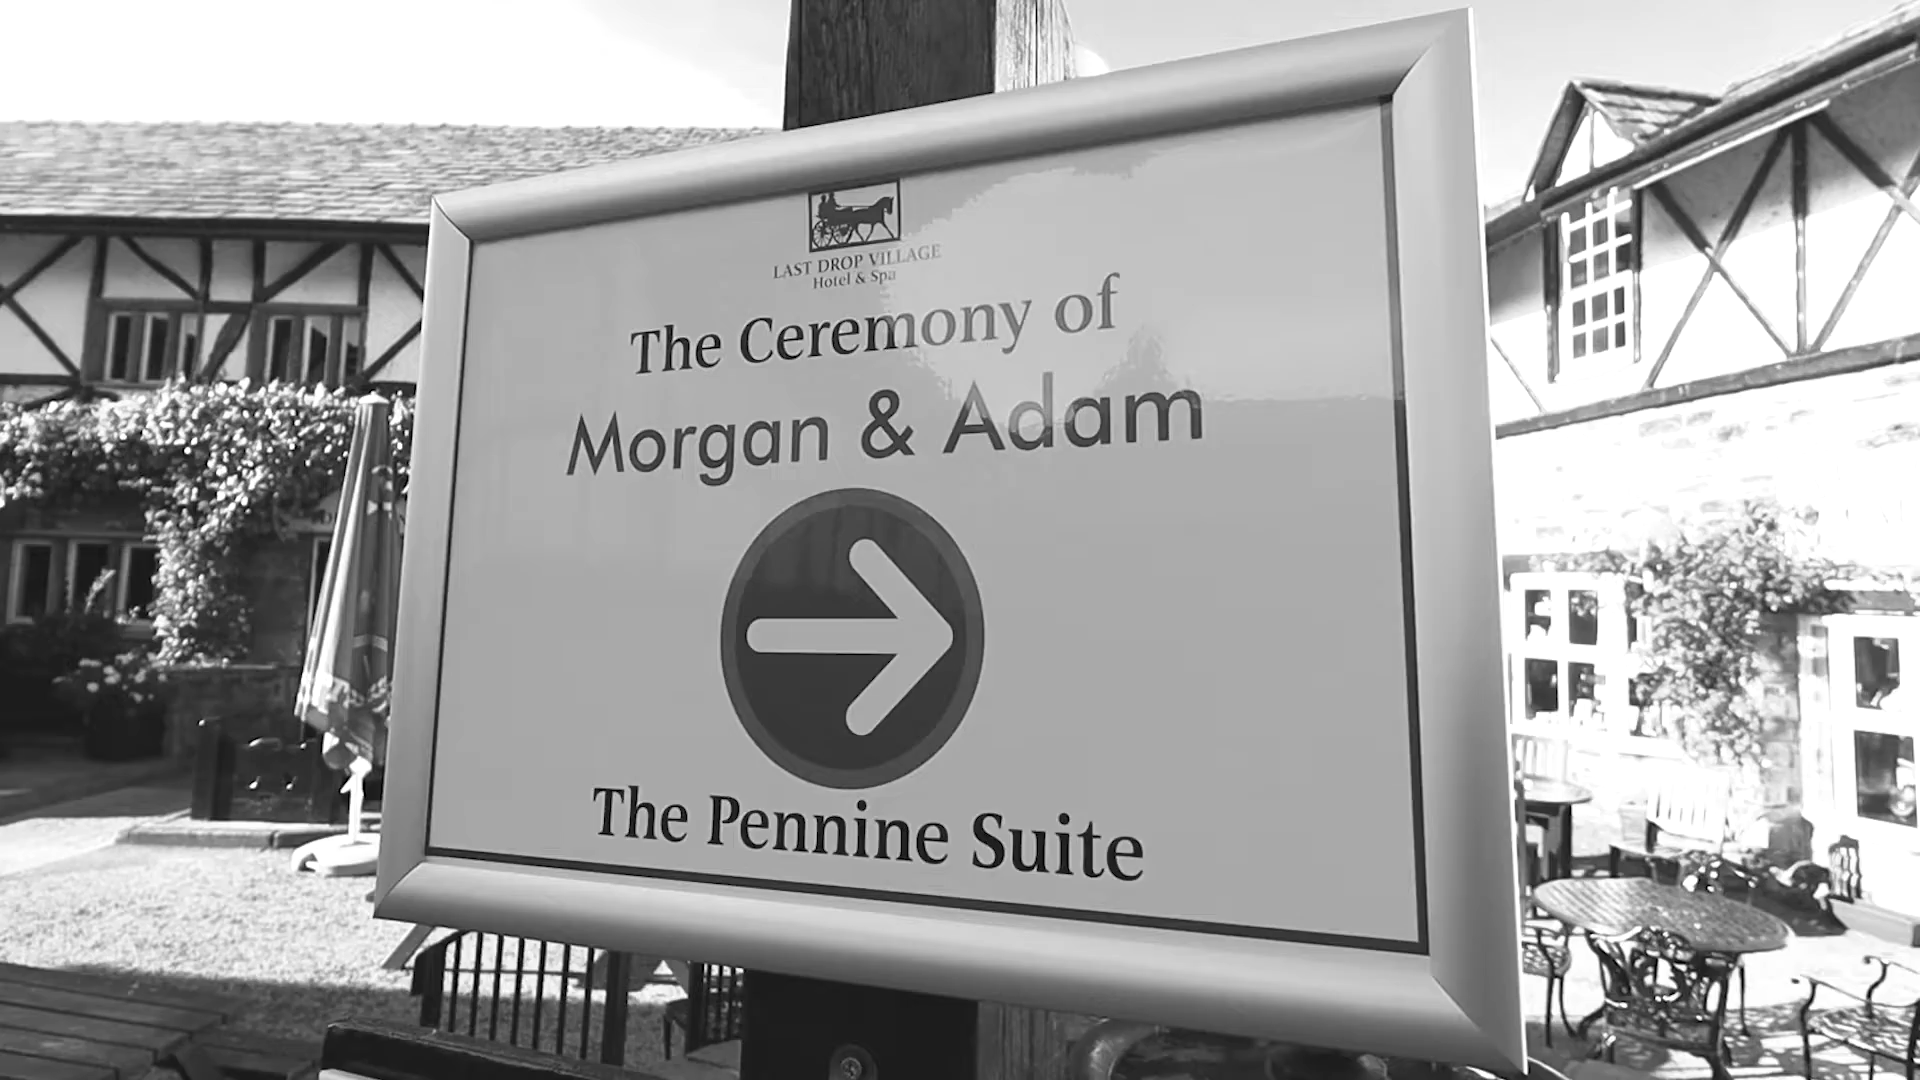 LAST DROP VILLAGE
Hotel & Spa
The Ceremony of
Morgan & Adam
The Pennine Suite